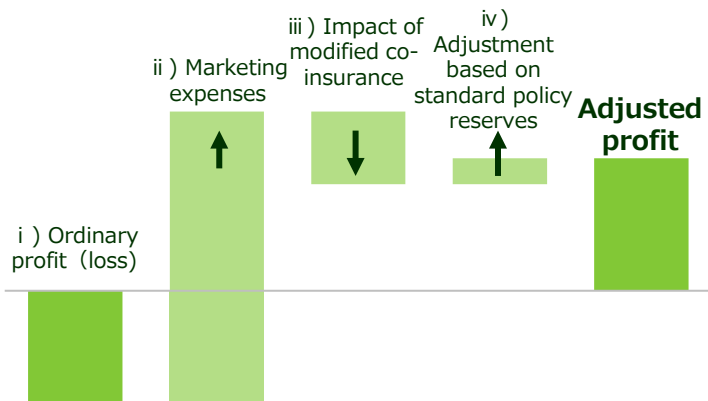 ⅰ）Ordinary
profit（loss)
ⅱ）Marketing
expenses
ⅲ）Impact of
modified co-
insurance
ⅳ）
Adjustment
based on
standard policy
reserves
Adjusted
profit